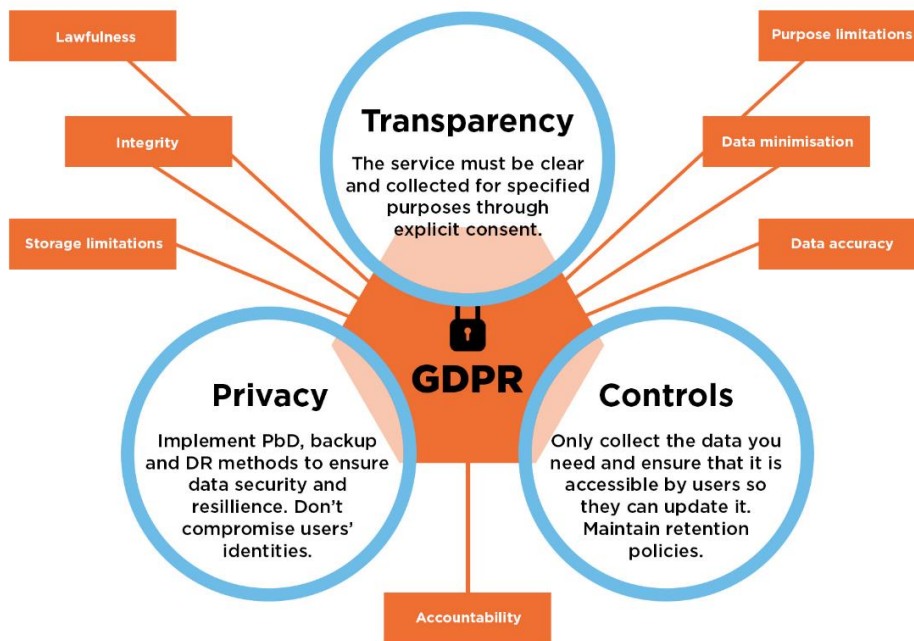 Lawfulness
Purpose limitations
Integrity
Data minimisation
Storage limitations
Data accuracy
Transparency
The service must be clear
and collected for specified
purposes through
explicit consent.
GDPR
Privacy
Implement PbD, backup
and DR methods to ensure
data security and
resillience. Don't
compromise users'
identities.
Controls
Only collect the data you
need and ensure that it is
accessible by users so
they can update it.
Maintain retention
policies.
Accountability